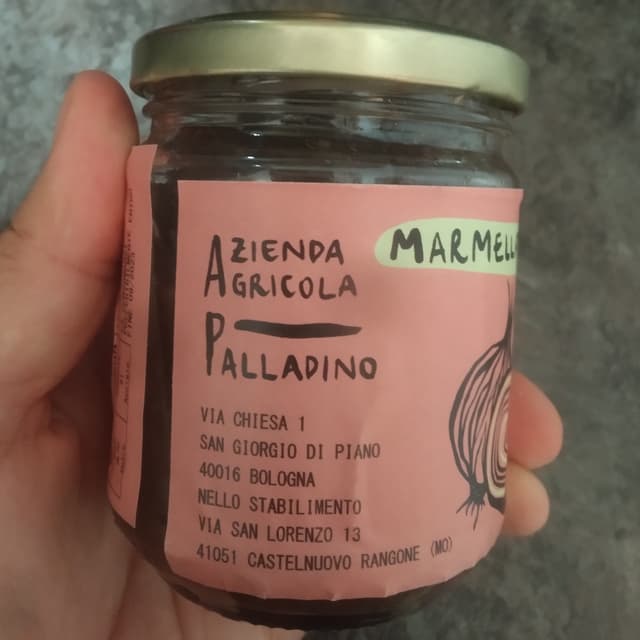 AZIENDA
AGRICOLA
PALLADINO
MARMELL
VIA CHIESA 1
SAN GIORGIO DI PIANO
40016 BOLOGNA
NELLO STABILIMENTO
VIA SAN LORENZO 13
41051 CASTELNUOVO RANGONE (MO)